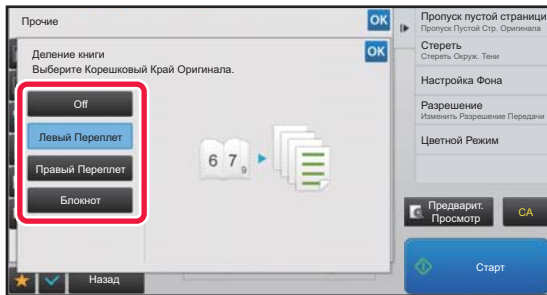 Прочие
OK
Деление книги
OK
Выберите Корешковый Край Оригинала.
Off
Левый Переплет
Правый Переплет
Блокнот
6 7 9
Назад
Пропуск пустой страници
Пропуск Пустой Стр. Оригинала
Стереть
Стереть Окруж. Тени
Настройка Фона
Разрешение
Изменить Разрешение Передачи
Цветной Режим
Предварит.
Просмотр
CA
Старт